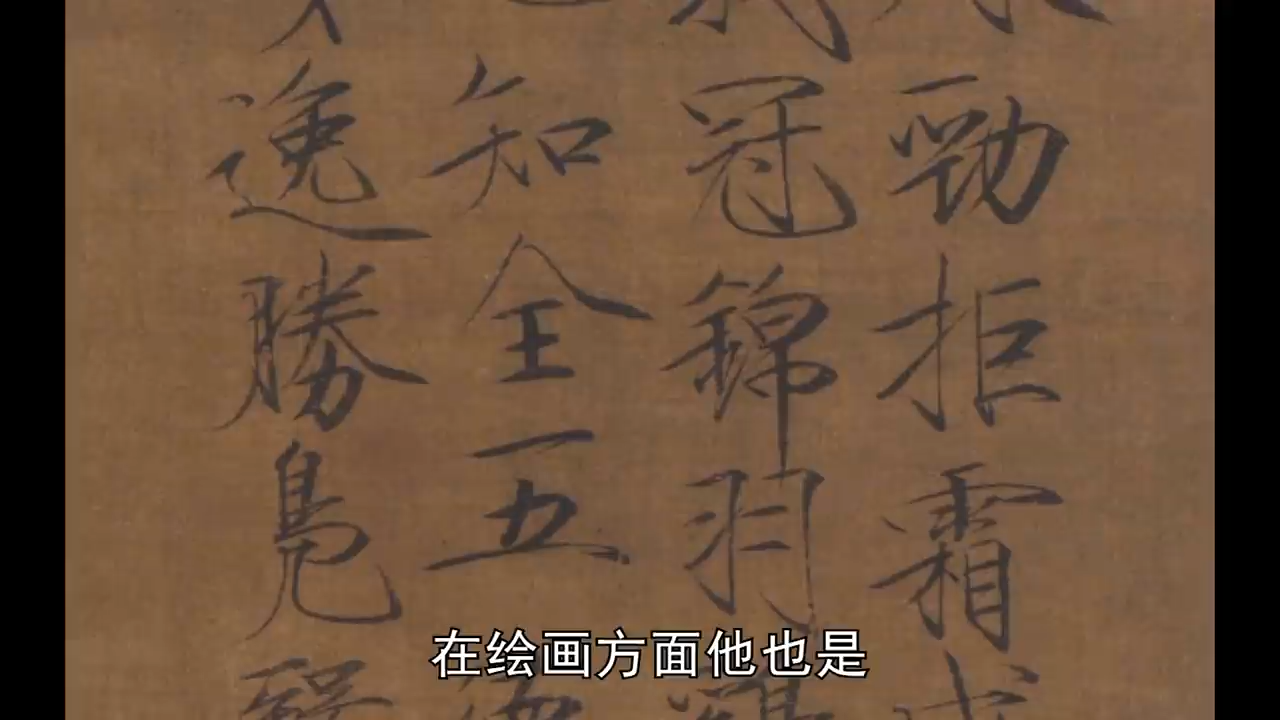 勁拒霜
冠錦羽
知全五
逸勝鳧
在绘画方面他也是